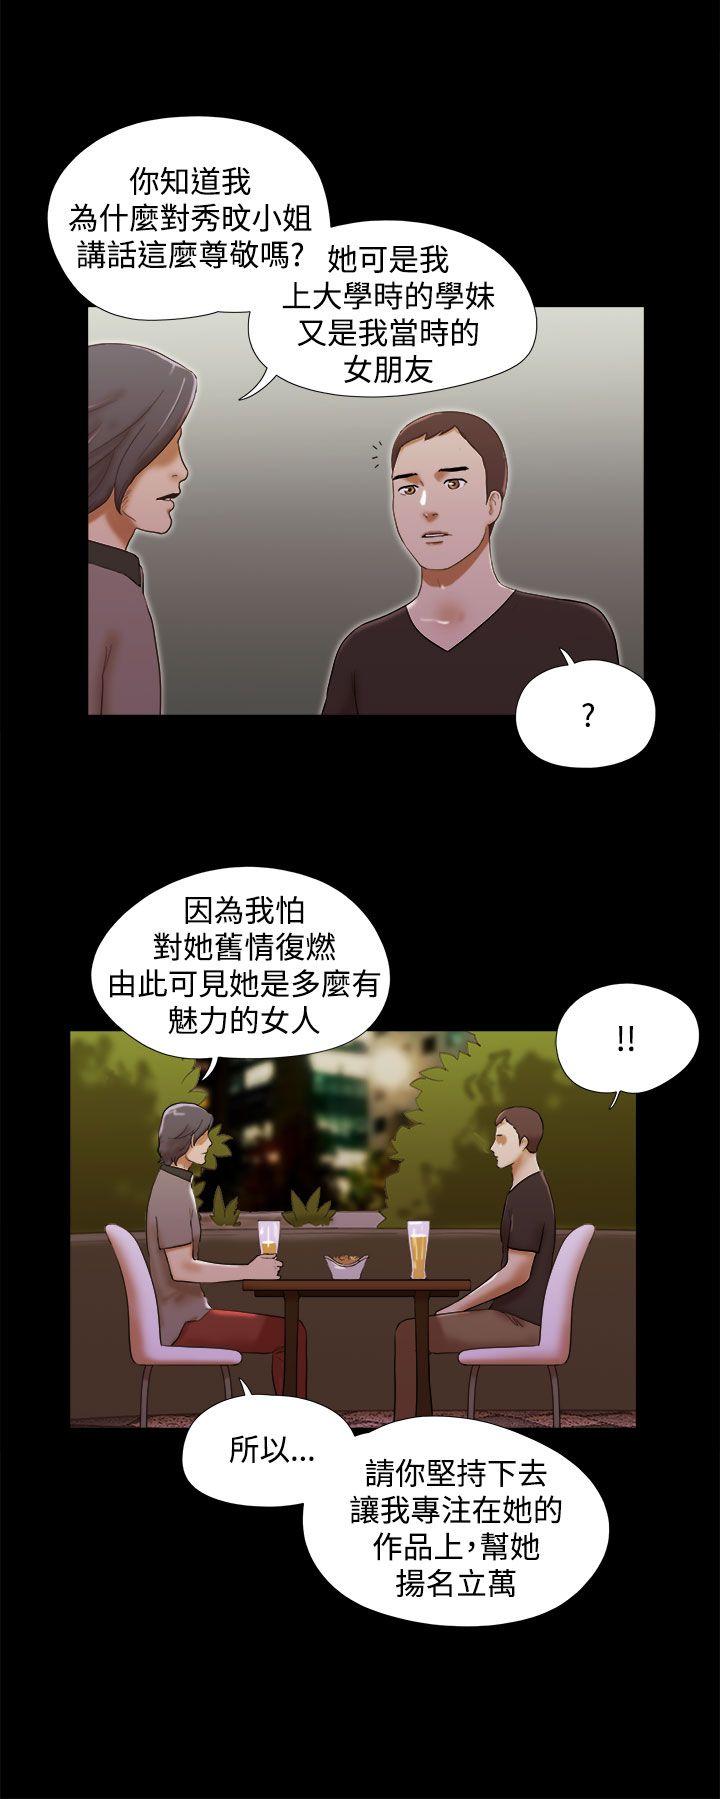 你知道我
為什麼對秀旼小姐
講話這麼尊敬嗎?
她可是我
上大學時的學妹
又是我當時的
女朋友
?
因為我怕
對她舊情復燃
由此可見她是多麼有
魅力的女人
!!
所以...
請你堅持下去
讓我專注在她的
作品上,幫她
揚名立萬